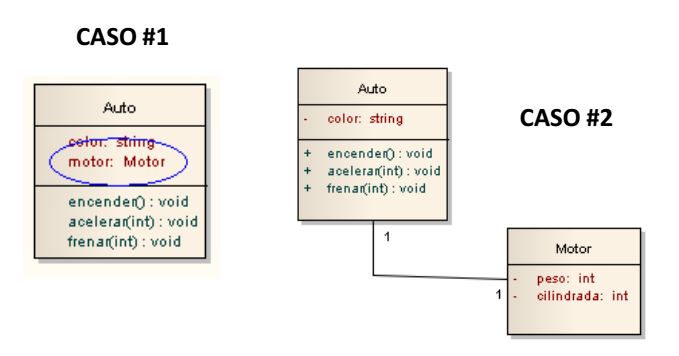 CASO #1
Auto
color: string
motor: Motor
encender() : void
acelerar(int) : void
frenar(int) : void
Auto
- color: string
+ encender() : void
+ acelerar(int) : void
+ frenar(int) : void
CASO #2
1
Motor
- peso: int
1 - cilindrada: int